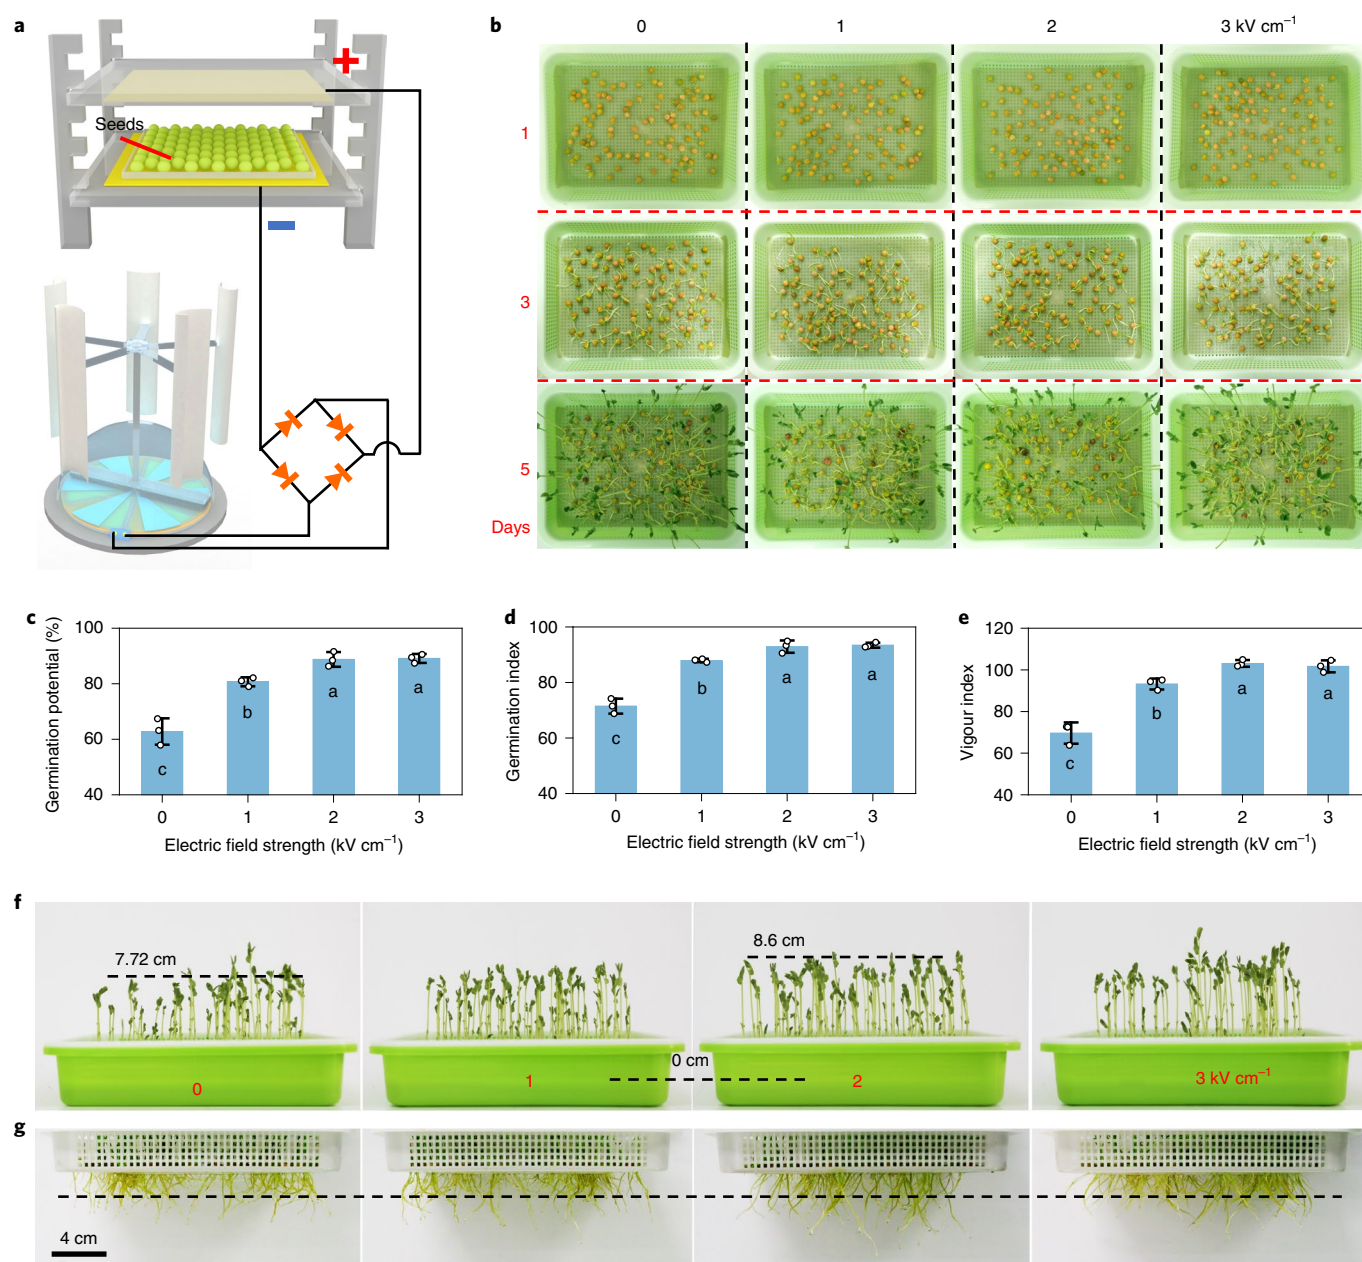 a
Seeds
+
−
b
0 1 2 3 kV cm⁻¹
1
3
5
Days
c
Germination potential (%)
100
80
60
40
c b a a
0 1 2 3
Electric field strength (kV cm⁻¹)
d
Germination index
100
80
60
40
c b a a
0 1 2 3
Electric field strength (kV cm⁻¹)
e
Vigour index
120
100
80
60
40
c b a a
0 1 2 3
Electric field strength (kV cm⁻¹)
f
7.72 cm
8.6 cm
0 cm
0 1 2 3 kV cm⁻¹
g
4 cm